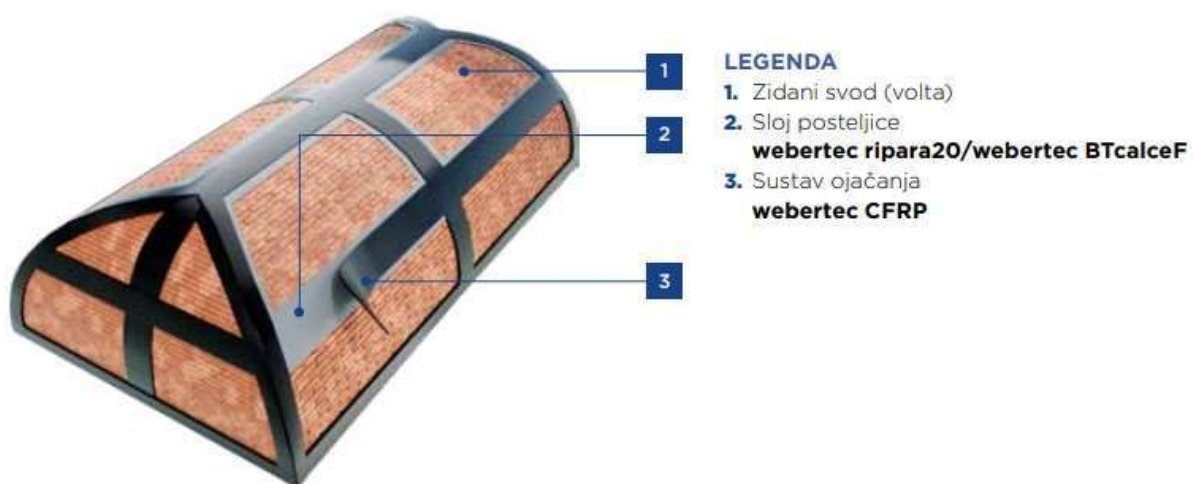 1
2
3
LEGENDA
1. Zidani svod (volta)
2. Sloj posteljice
webertec ripara20/webertec BTcalceF
3. Sustav ojačanja
webertec CFRP